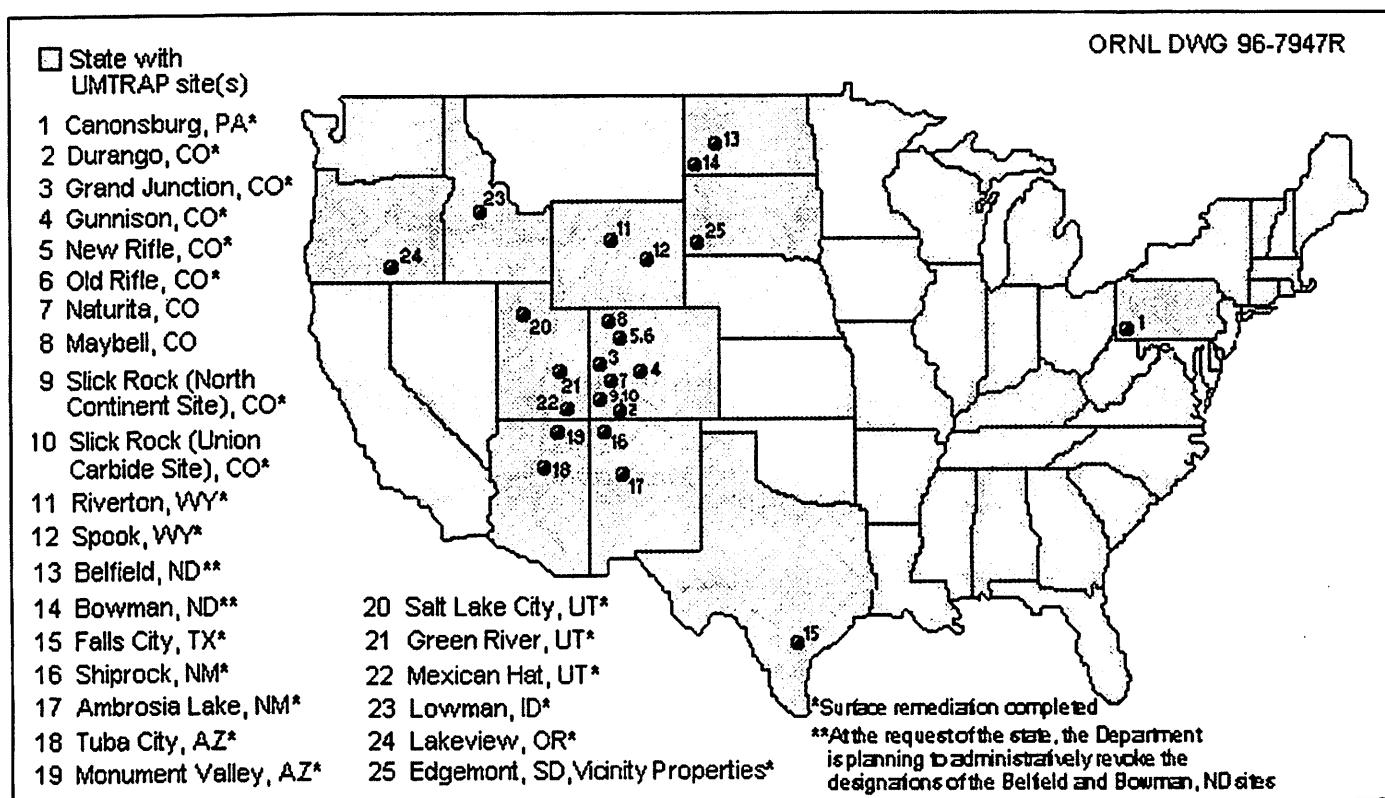 ORNL DWG 96-7947R
State with
UMTRAP site(s)
1 Canonsburg, PA*
2 Durango, CO*
3 Grand Junction, CO*
4 Gunnison, CO*
5 New Rifle, CO*
6 Old Rifle, CO*
7 Naturita, CO
8 Maybell, CO
9 Slick Rock (North
Continent Site), CO*
10 Slick Rock (Union
Carbide Site), CO*
11 Riverton, WY*
12 Spook, WY*
13 Belfield, ND**
14 Bowman, ND**
15 Falls City, TX*
16 Shiprock, NM*
17 Ambrosia Lake, NM*
18 Tuba City, AZ*
19 Monument Valley, AZ*
20 Salt Lake City, UT*
21 Green River, UT*
22 Mexican Hat, UT*
23 Lowman, ID*
24 Lakeview, OR*
25 Edgemont, SD, Vicinity Properties*
13
14
23
11
25
12
24
20
8
5,6
1
3
21
7
4
22
9,10
2
19
16
18
17
15
*Surface remediation completed
**At the request of the state, the Department
is planning to administratively revoke the
designations of the Belfield and Bowman, ND sites